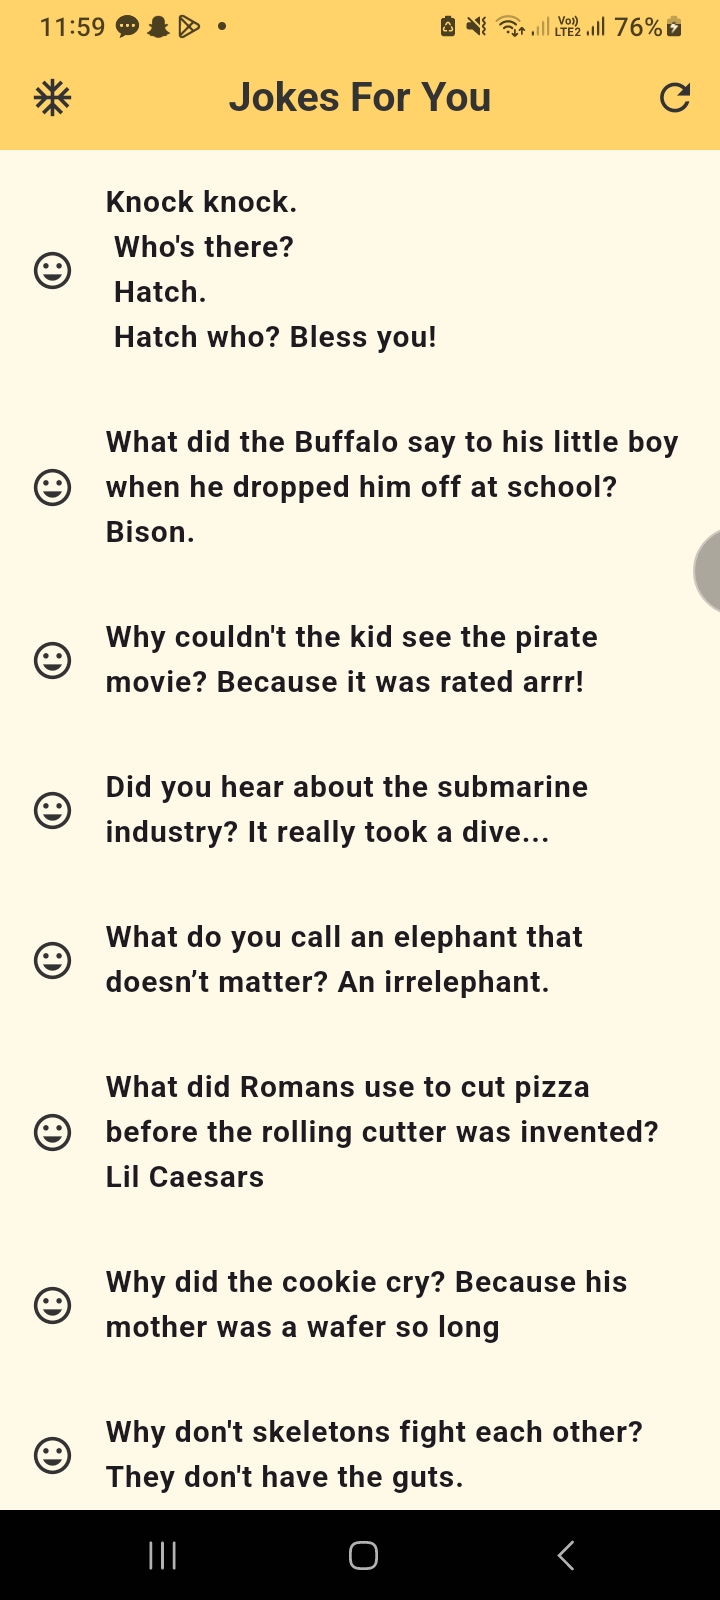 11:59
Vo)) LTE2
76%
Jokes For You
Knock knock.
Who's there?
Hatch.
Hatch who? Bless you!
What did the Buffalo say to his little boy
when he dropped him off at school?
Bison.
Why couldn't the kid see the pirate
movie? Because it was rated arrr!
Did you hear about the submarine
industry? It really took a dive...
What do you call an elephant that
doesn’t matter? An irrelephant.
What did Romans use to cut pizza
before the rolling cutter was invented?
Lil Caesars
Why did the cookie cry? Because his
mother was a wafer so long
Why don't skeletons fight each other?
They don't have the guts.